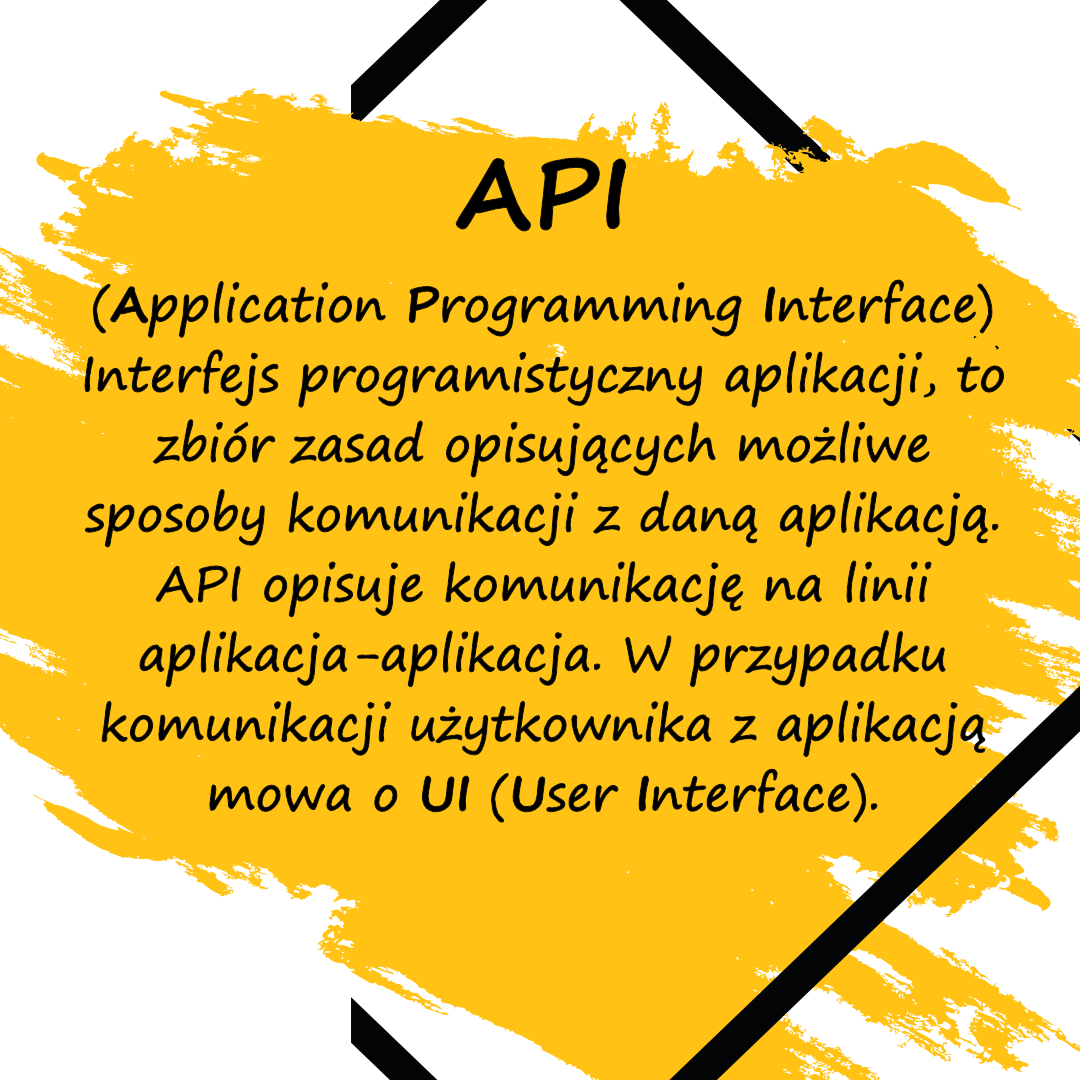 API
(Application Programming Interface)
Interfejs programistyczny aplikacji, to
zbiór zasad opisujących możliwe
sposoby komunikacji z daną aplikacją.
API opisuje komunikację na linii
aplikacja-aplikacja. W przypadku
komunikacji użytkownika z aplikacją
mowa o UI (User Interface).